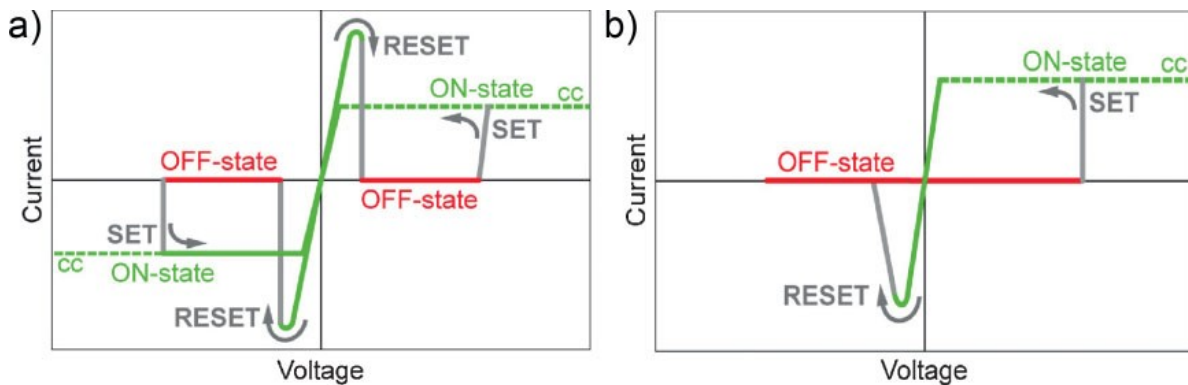 a)
RESET
ON-state
cc
SET
OFF-state
OFF-state
SET
cc
ON-state
RESET
Current
Voltage
b)
ON-state
cc
SET
OFF-state
RESET
Current
Voltage